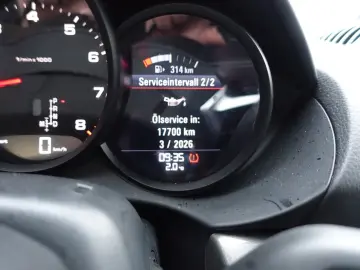 1/min x 1000
6
7
8
0
km/h
314 km
Serviceintervall 2/2
Ölservice in:
17700 km
3 / 2026
09:35
2.0